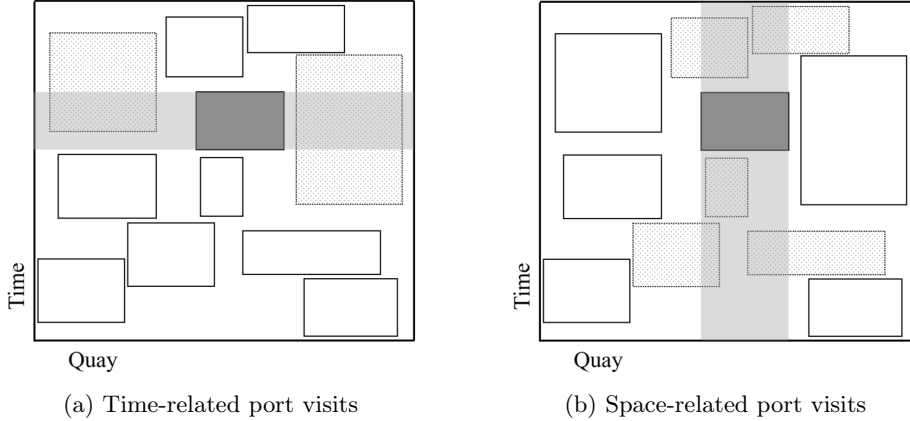 Time
Quay
(a) Time-related port visits
Time
Quay
(b) Space-related port visits